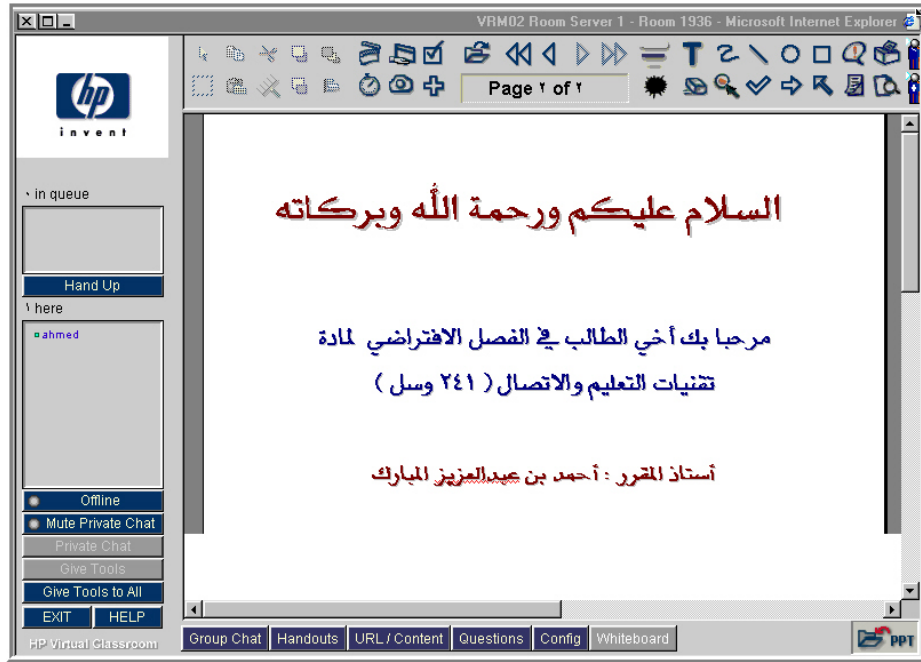 VRM02 Room Server 1 - Room 1936 - Microsoft Internet Explorer
Page ٢ of ٢
hp
invent
٠ in queue
Hand Up
١ here
ahmed
السلام عليكم ورحمة الله وبركاته
مرحبا بك أخي الطالب في الفصل الافتراضي لمادة
تقنيات التعليم والاتصال ( ٢٤١ وسل )
أستاذ المقرر : أحمد بن عبدالعزيز المبارك
Offline
Mute Private Chat
Private Chat
Give Tools
Give Tools to All
EXIT HELP
HP Virtual Classroom
Group Chat Handouts URL / Content Questions Config Whiteboard
PPT